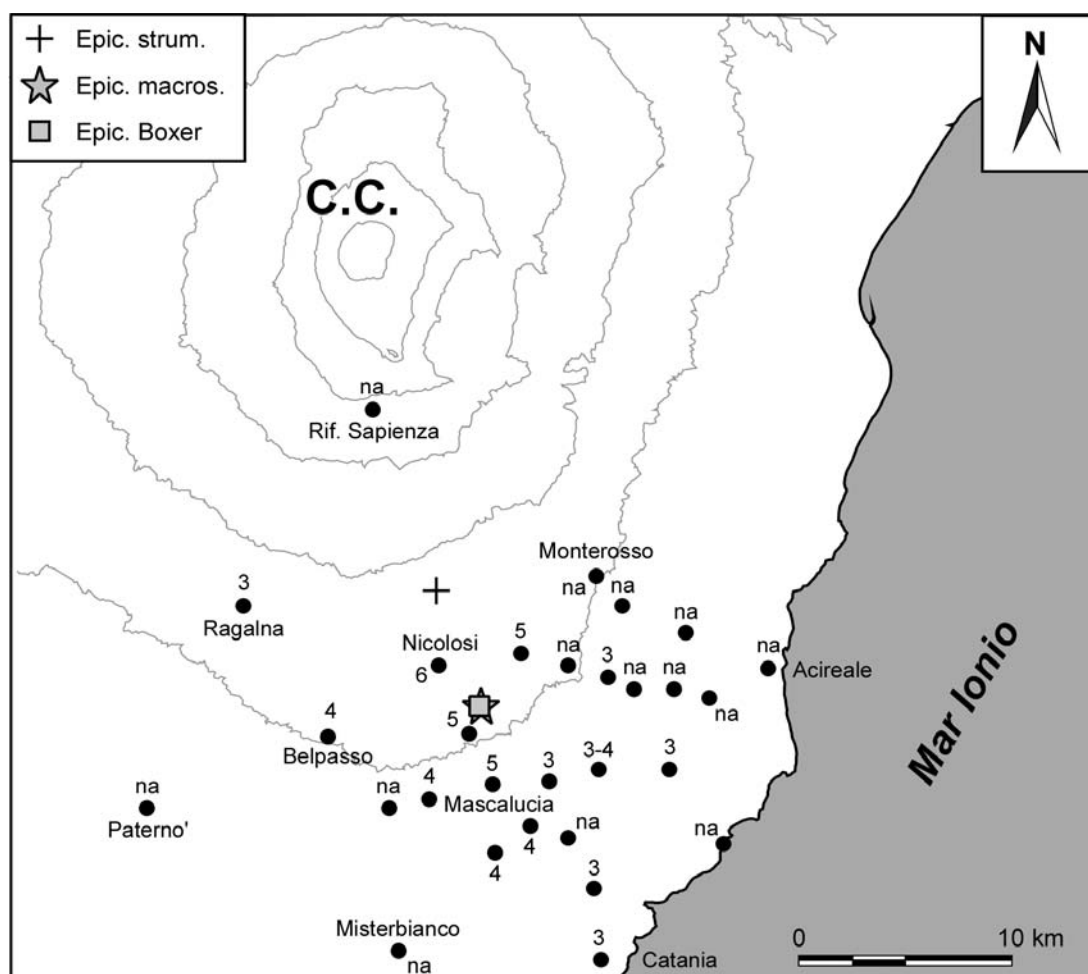 Epic. strum.
Epic. macros.
Epic. Boxer
N
C.C.
na
Rif. Sapienza
Monterosso
na
na
3
Ragalna
na
Nicolosi
6
5
na
3
na
na
na
na
Acireale
Mar Ionio
5
4
Belpasso
na
Paterno'
na
4
5
Mascalucia
3
3-4
3
4
na
4
na
3
Misterbianco
na
3
Catania
0
10 km